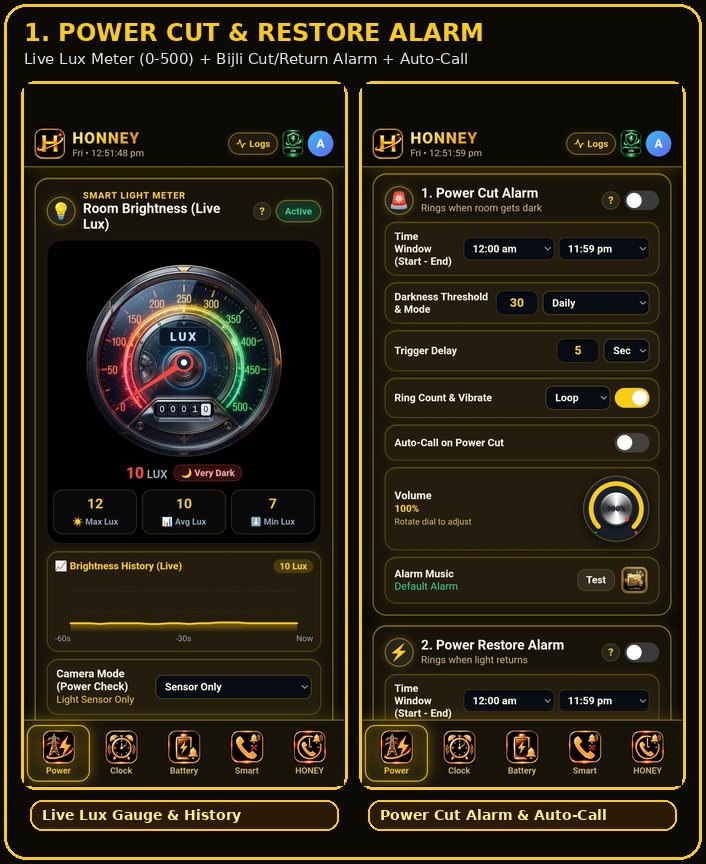 1. POWER CUT & RESTORE ALARM
Live Lux Meter (0-500) + Bijli Cut/Return Alarm + Auto-Call
H
HONNEY
Fri • 12:51:48 pm
Logs
ON
A
SMART LIGHT METER
Room Brightness (Live
Lux)
?
Active
0
50
100
150
200
250
300
350
450
500
LUX
0 0 0 1 0
10 LUX
Very Dark
12
Max Lux
10
Avg Lux
7
Min Lux
Brightness History (Live)
10 Lux
-60s
-30s
Now
Camera Mode
(Power Check)
Light Sensor Only
Sensor Only
Power
Clock
Battery
Smart
HONEY
Live Lux Gauge & History
H
HONNEY
Fri • 12:51:59 pm
Logs
ON
A
1. Power Cut Alarm
Rings when room gets dark
?
Time
Window
(Start - End)
12:00 am
11:59 pm
Darkness Threshold
& Mode
30
Daily
Trigger Delay
5
Sec
Ring Count & Vibrate
Loop
Auto-Call on Power Cut
Volume
100%
Rotate dial to adjust
100%
Alarm Music
Default Alarm
Test
2. Power Restore Alarm
Rings when light returns
?
Time
Window
(Start - End)
12:00 am
11:59 pm
Power
Clock
Battery
Smart
HONEY
Power Cut Alarm & Auto-Call